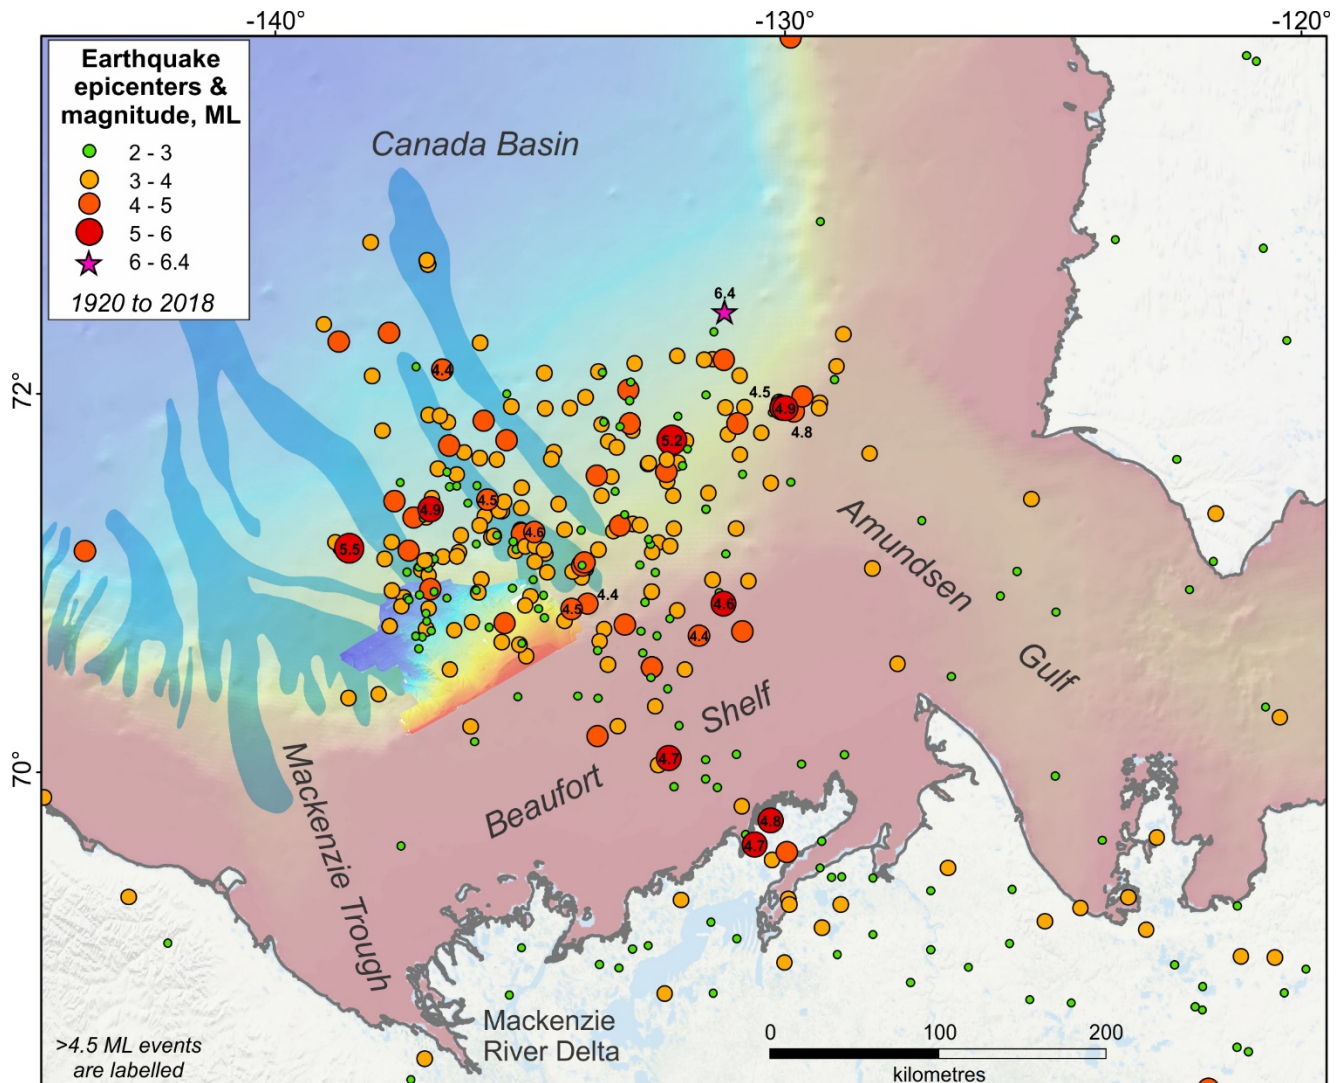 -140°
-130°
-120°
Earthquake
epicenters &
magnitude, ML
2 - 3
3 - 4
4 - 5
5 - 6
6 - 6.4
1920 to 2018
Canada Basin
6.4
72°
4.4
4.5
4.9
4.8
5.2
4.5
4.9
4.6
5.5
Amundsen
Gulf
4.4
4.5
4.6
4.4
Shelf
Beaufort
70°
4.7
Mackenzie Trough
4.8
4.7
Mackenzie
River Delta
>4.5 ML events
are labelled
0
100
200
kilometres